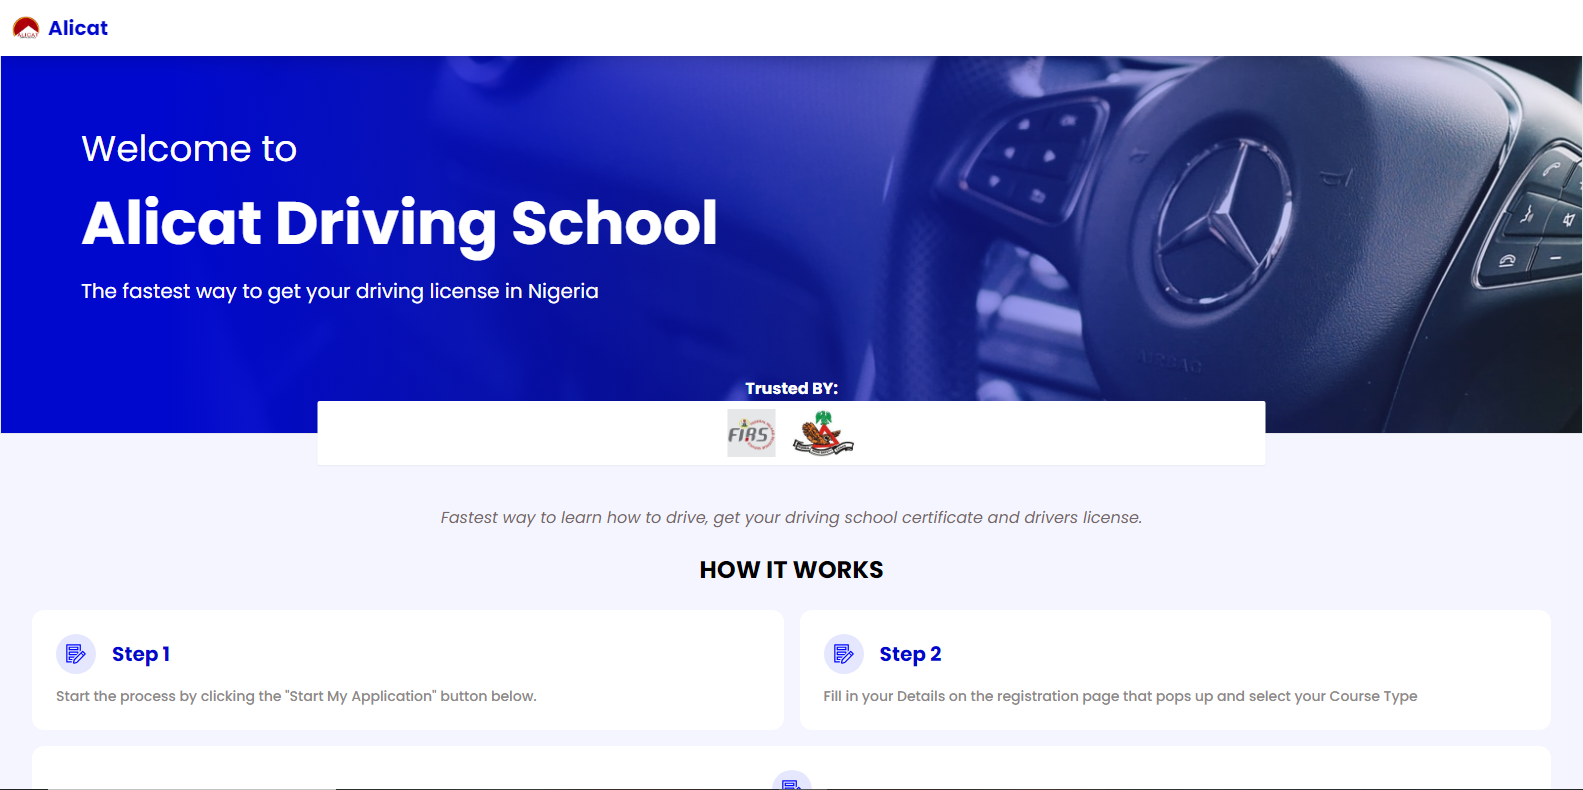 ALICAT
Alicat
Welcome to
Alicat Driving School
The fastest way to get your driving license in Nigeria
AIRBAG
Trusted BY:
FIRS
Fastest way to learn how to drive, get your driving school certificate and drivers license.
HOW IT WORKS
Step 1
Start the process by clicking the "Start My Application" button below.
Step 2
Fill in your Details on the registration page that pops up and select your Course Type